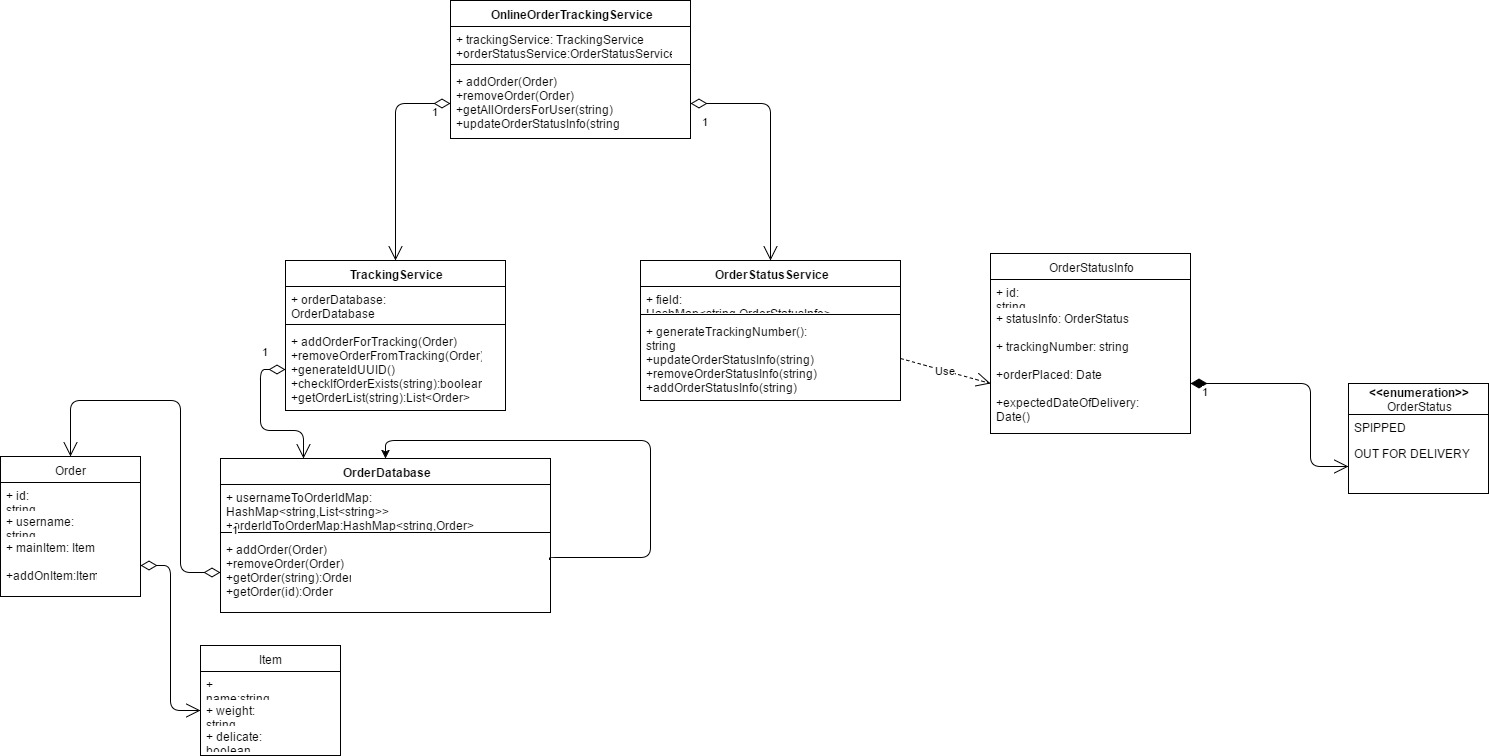 OnlineOrderTrackingService
+ trackingService: TrackingService
+orderStatusService:OrderStatusService
+ addOrder(Order)
+removeOrder(Order)
+getAllOrdersForUser(string)
+updateOrderStatusInfo(string
1
1
TrackingService
+ orderDatabase:
OrderDatabase
+ addOrderForTracking(Order)
+removeOrderFromTracking(Order)
+generateIdUUID()
+checkIfOrderExists(string):boolean
+getOrderList(string):List<Order>
1
OrderStatusService
+ field:
HashMap<string,OrderStatusInfo>
+ generateTrackingNumber():
string
+updateOrderStatusInfo(string)
+removeOrderStatusInfo(string)
+addOrderStatusInfo(string)
Use
OrderStatusInfo
+ id:
string
+ statusInfo: OrderStatus
+ trackingNumber: string
+orderPlaced: Date
+expectedDateOfDelivery:
Date()
1
<<enumeration>>
OrderStatus
SPIPPED
OUT FOR DELIVERY
Order
+ id:
string
+ username:
string
+ mainItem: Item
+addOnItem:Item
OrderDatabase
+ usernameToOrderIdMap:
HashMap<string,List<string>>
+orderIdToOrderMap:HashMap<string,Order>
1
+ addOrder(Order)
+removeOrder(Order)
+getOrder(string):Order
+getOrder(id):Order
Item
+
name:string
+ weight:
string
+ delicate:
boolean